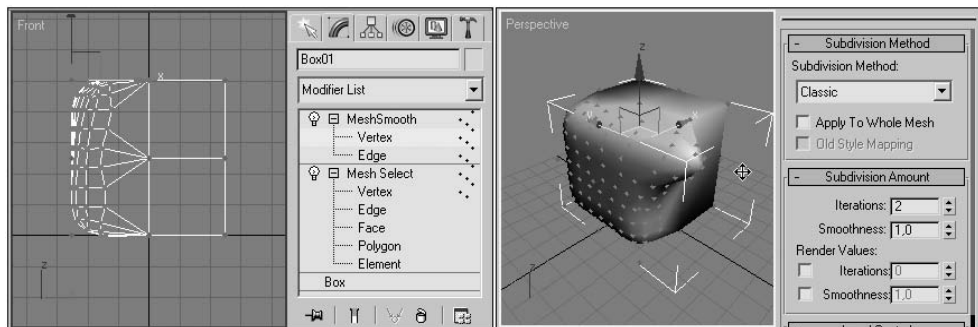 Front
x
z
Box01
Modifier List
MeshSmooth
Vertex
Edge
Mesh Select
Vertex
Edge
Face
Polygon
Element
Box
Perspective
z
x
z
Subdivision Method
Subdivision Method:
Classic
Apply To Whole Mesh
Old Style Mapping
Subdivision Amount
Iterations: 2
Smoothness: 1,0
Render Values:
Iterations: 0
Smoothness: 1,0